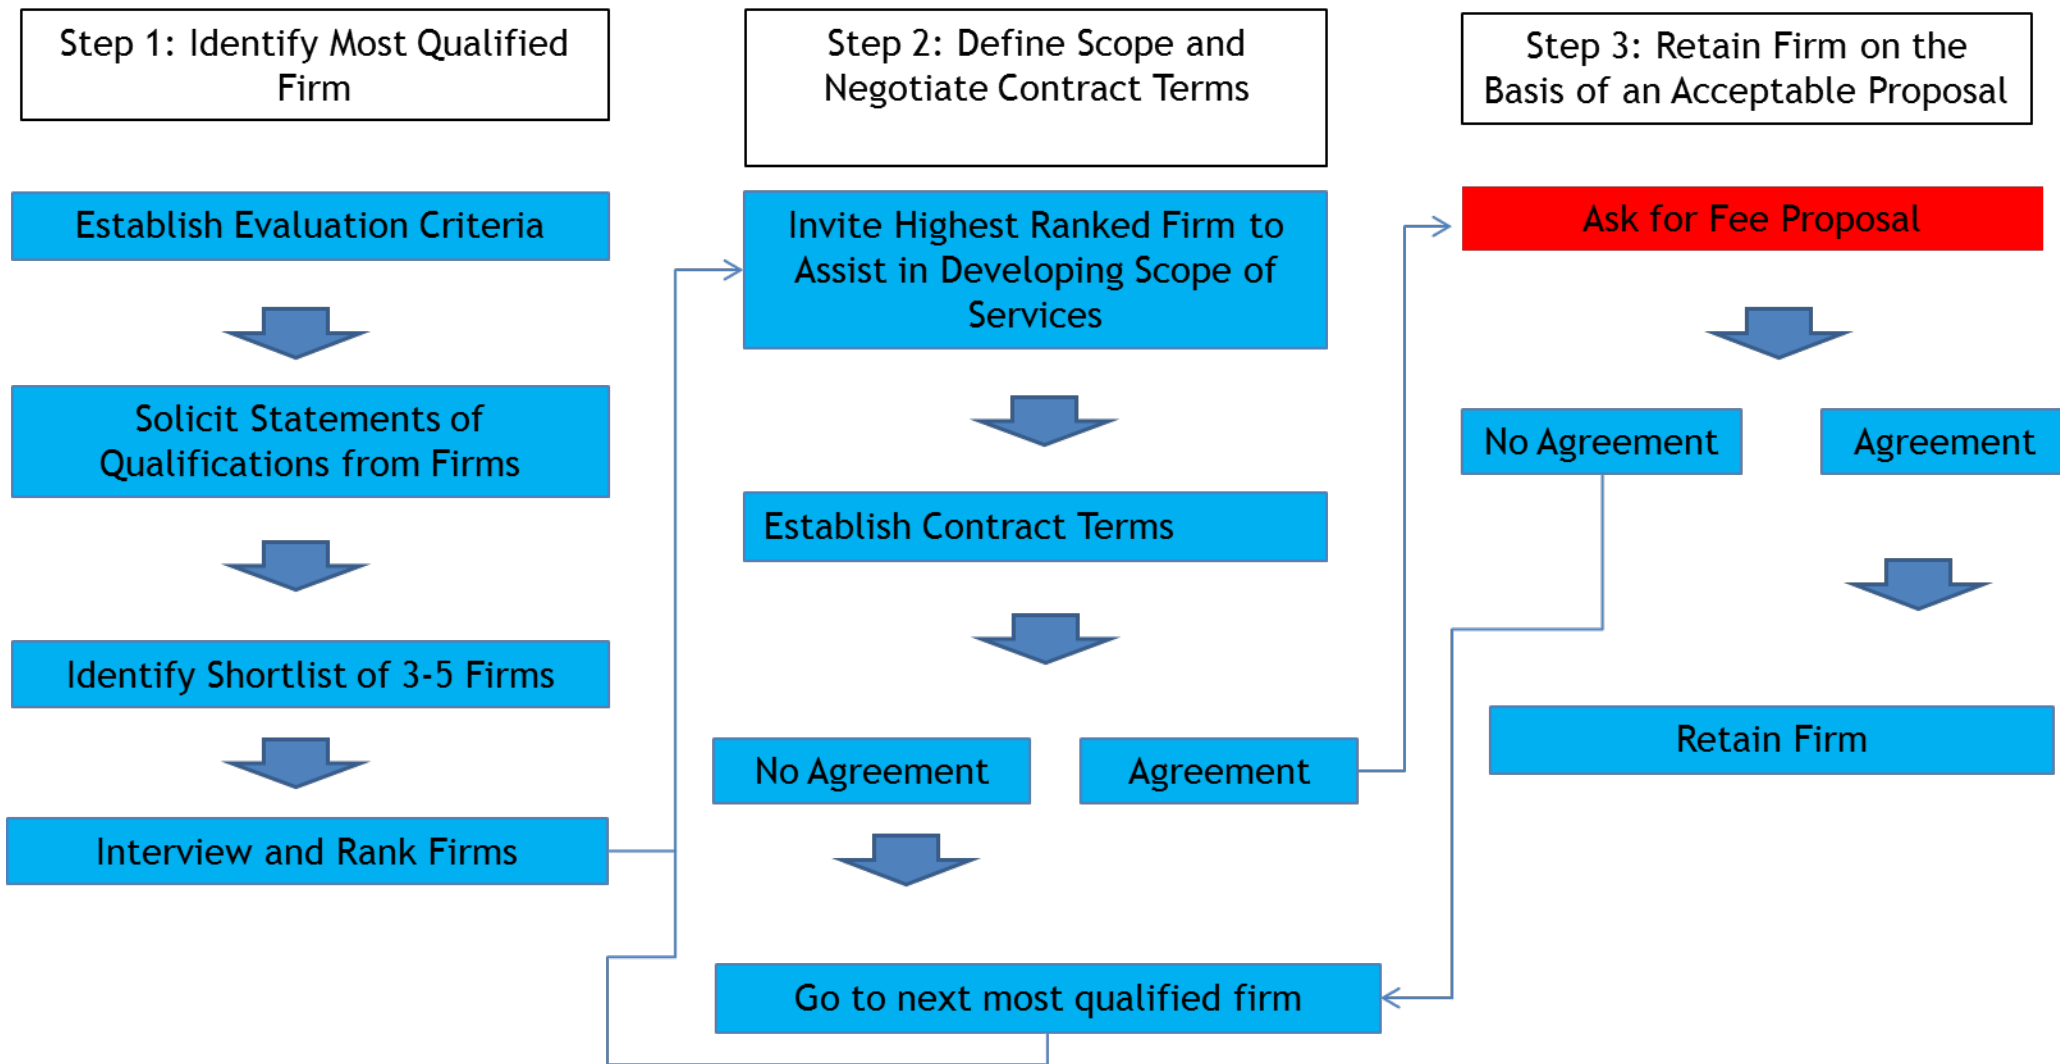 Step 1: Identify Most Qualified
Firm
Establish Evaluation Criteria
Solicit Statements of
Qualifications from Firms
Identify Shortlist of 3-5 Firms
Interview and Rank Firms
Step 2: Define Scope and
Negotiate Contract Terms
Invite Highest Ranked Firm to
Assist in Developing Scope of
Services
Establish Contract Terms
No Agreement
Agreement
Go to next most qualified firm
Step 3: Retain Firm on the
Basis of an Acceptable Proposal
Ask for Fee Proposal
No Agreement
Agreement
Retain Firm